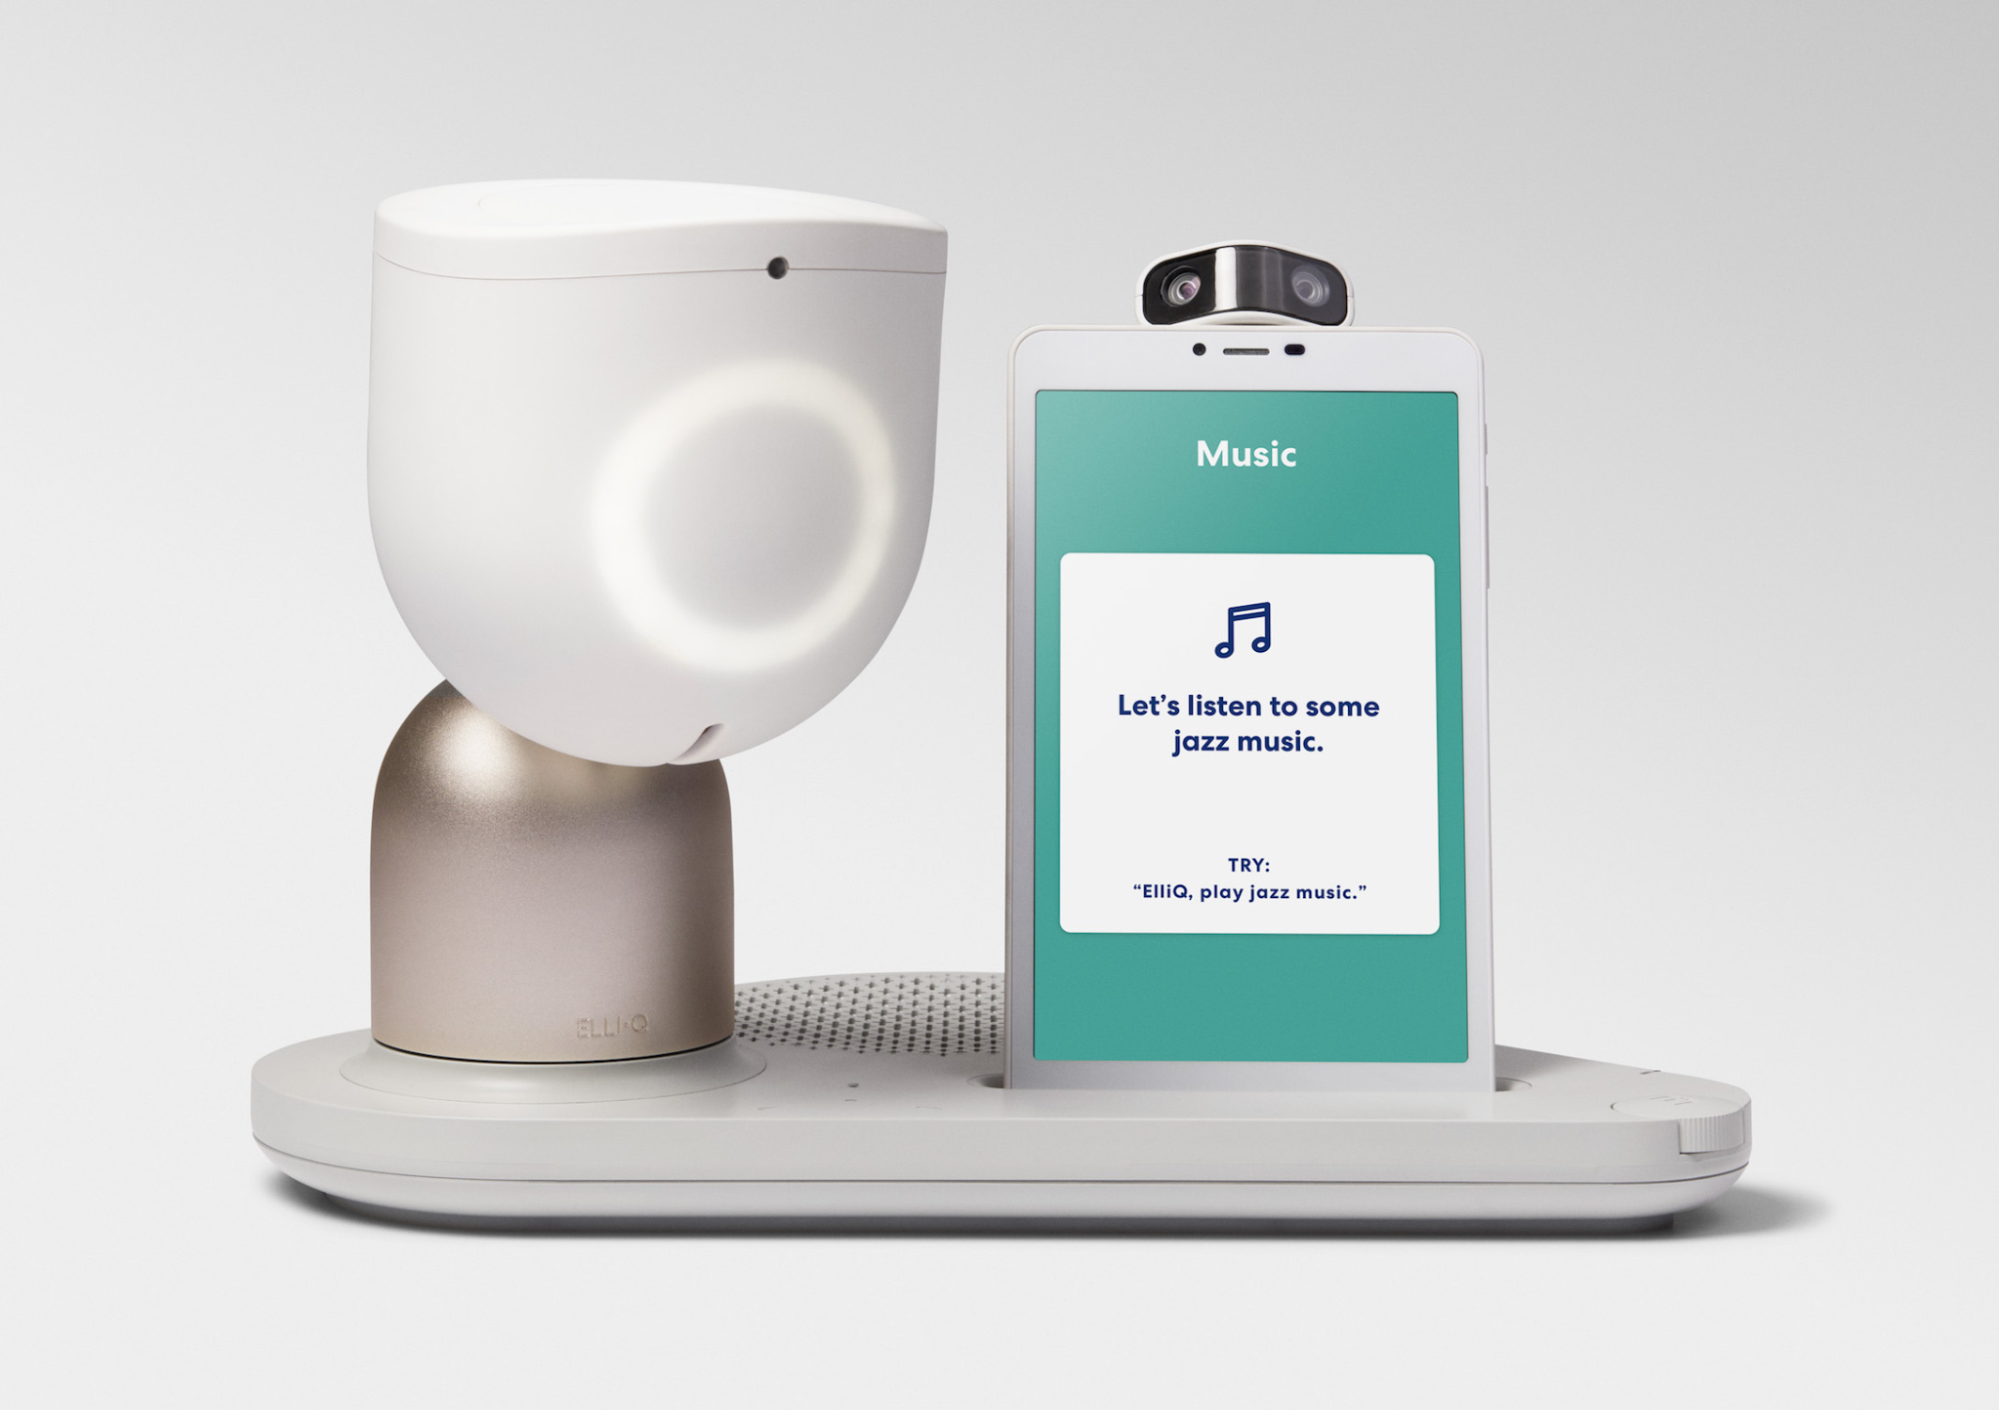 Music
Let's listen to some
jazz music.
TRY:
“ElliQ, play jazz music.”
ELLI·Q